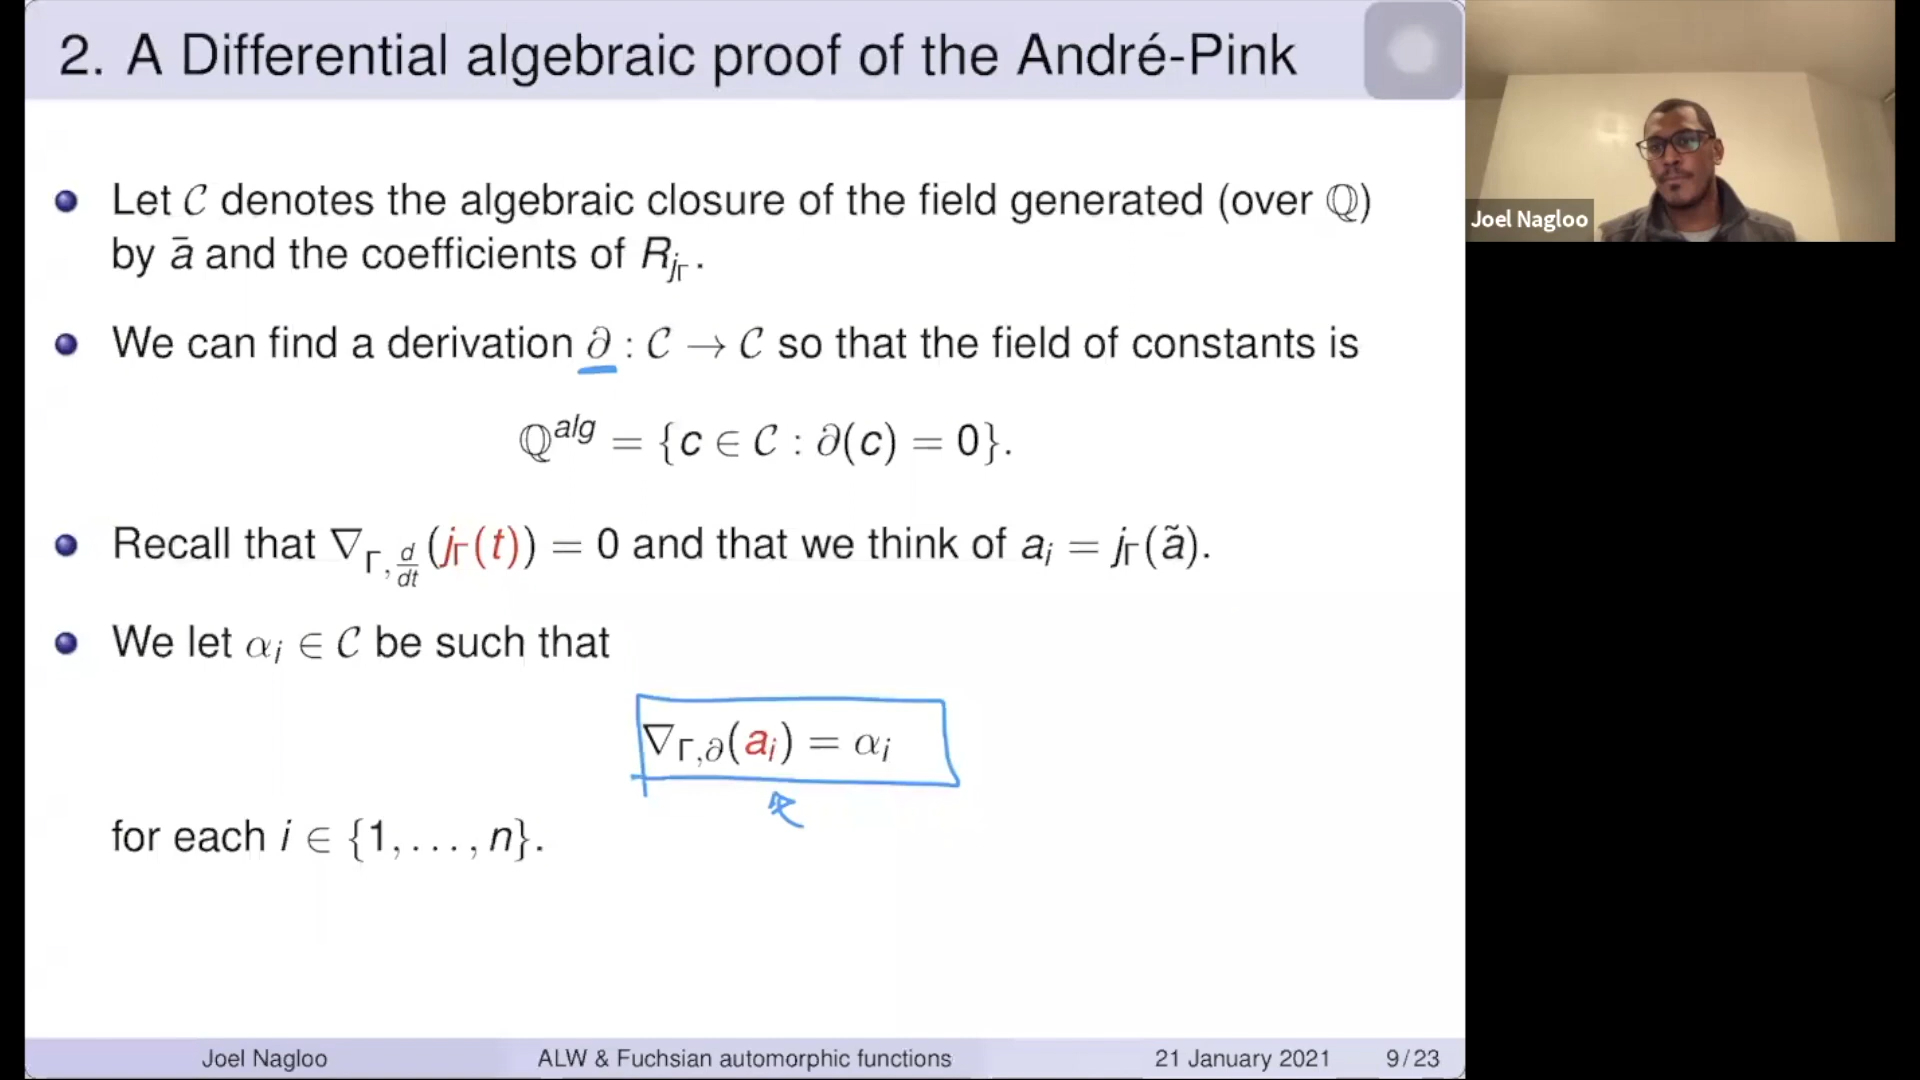 2. A Differential algebraic proof of the André-Pink
Let 𝒞 denotes the algebraic closure of the field generated (over ℚ)
by ā and the coefficients of R_{j_Γ}.
We can find a derivation ∂ : 𝒞 → 𝒞 so that the field of constants is
ℚ^{alg} = {c ∈ 𝒞 : ∂(c) = 0}.
Recall that ∇_{Γ, d/dt}(j_Γ(t)) = 0 and that we think of a_i = j_Γ(ã).
We let α_i ∈ 𝒞 be such that
∇_{Γ,∂}(a_i) = α_i
for each i ∈ {1, . . . , n}.
Joel Nagloo
ALW & Fuchsian automorphic functions
21 January 2021
9 / 23
Joel Nagloo